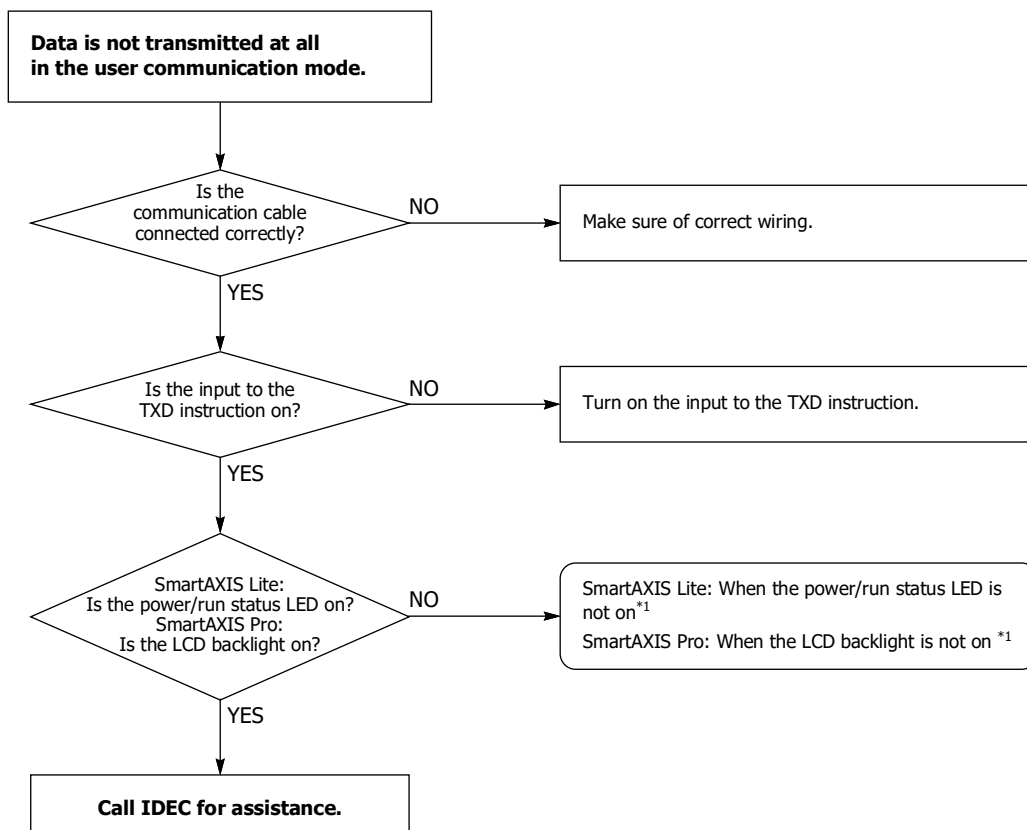 Data is not transmitted at all
in the user communication mode.
Is the
communication cable
connected correctly?
NO
Make sure of correct wiring.
YES
Is the input to the
TXD instruction on?
NO
Turn on the input to the TXD instruction.
YES
SmartAXIS Lite:
Is the power/run status LED on?
SmartAXIS Pro:
Is the LCD backlight on?
NO
SmartAXIS Lite: When the power/run status LED is
not on*1
SmartAXIS Pro: When the LCD backlight is not on *1
YES
Call IDEC for assistance.